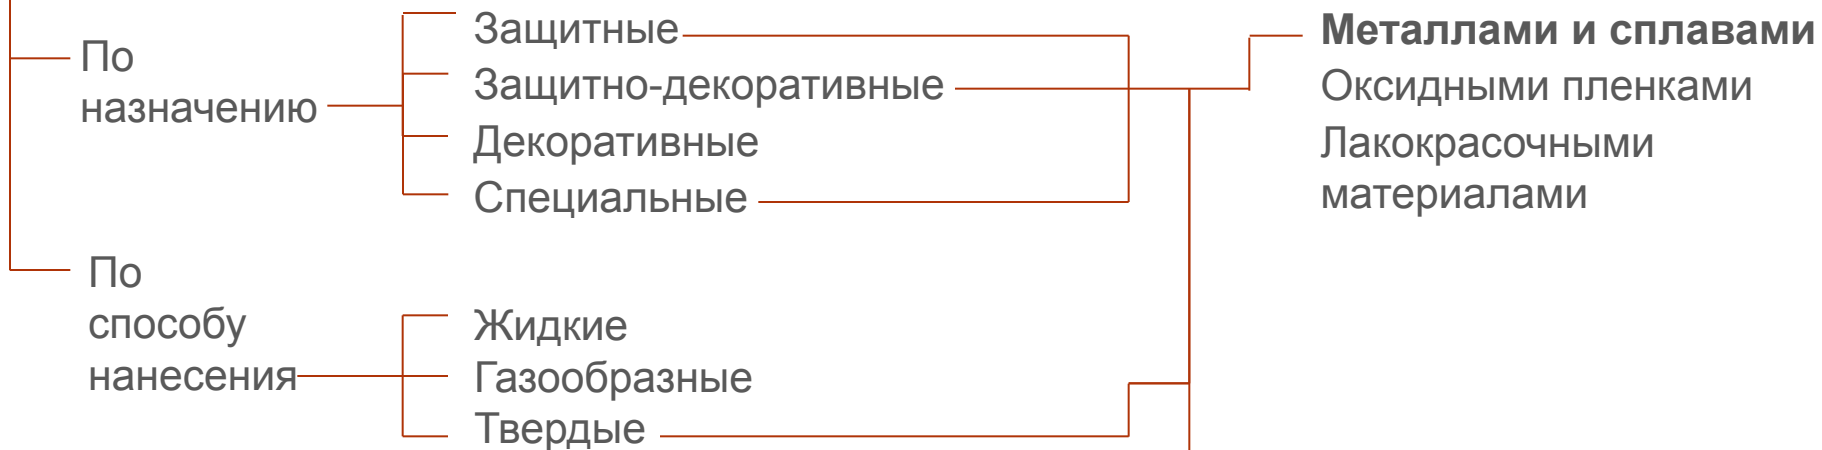 По
назначению
Защитные
Защитно-декоративные
Декоративные
Специальные
Металлами и сплавами
Оксидными пленками
Лакокрасочными
материалами
По
способу
нанесения
Жидкие
Газообразные
Твердые